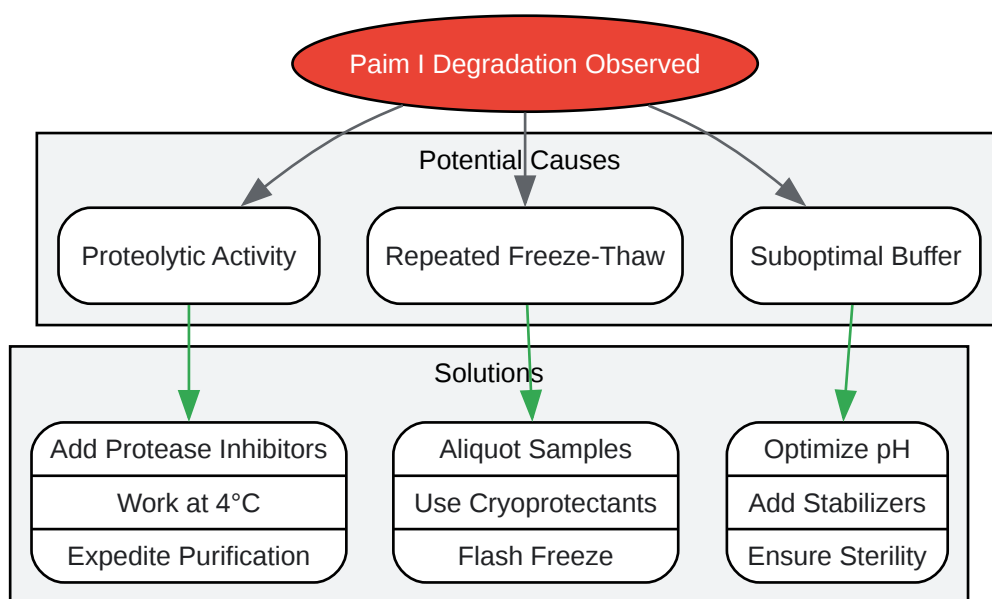 Paim I Degradation Observed
Potential Causes
Proteolytic Activity
Repeated Freeze-Thaw
Suboptimal Buffer
Solutions
Add Protease Inhibitors
Work at 4°C
Expedite Purification
Aliquot Samples
Use Cryoprotectants
Flash Freeze
Optimize pH
Add Stabilizers
Ensure Sterility